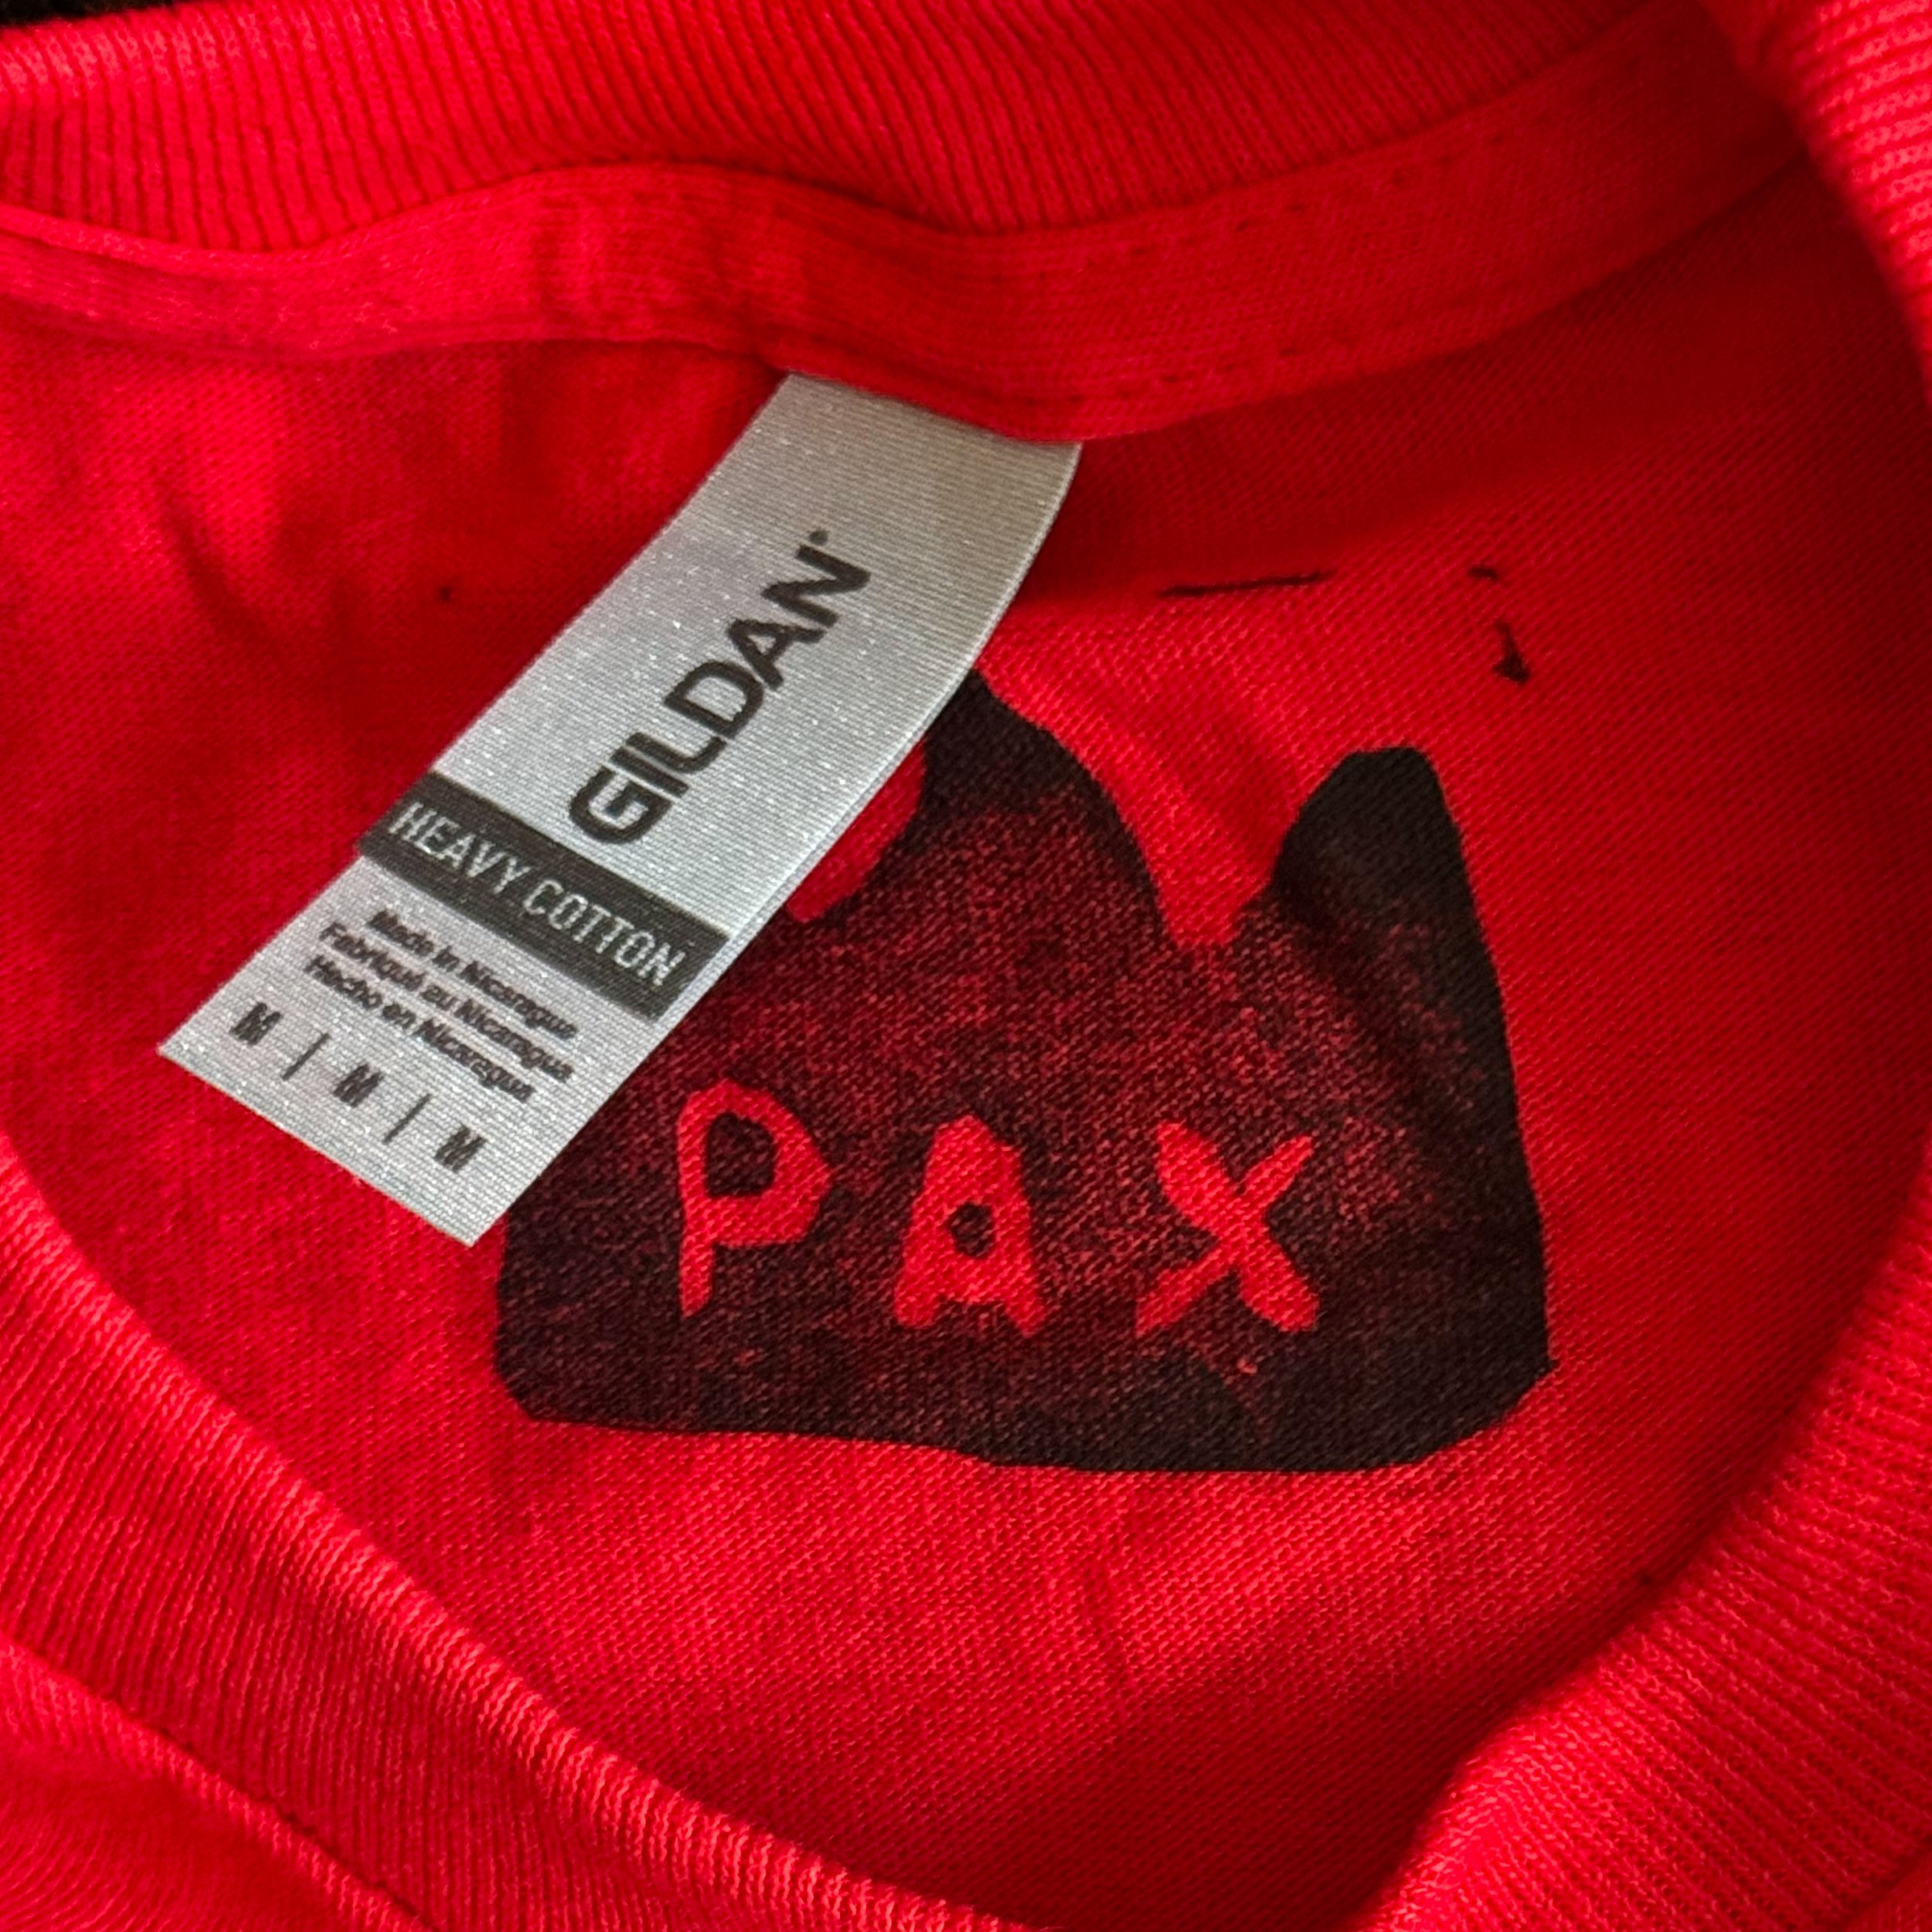 GILDAN
HEAVY COTTON
Made in Nicaragua
Fabriqué au Nicaragua
Hecho en Nicaragua
M / M / M
PAX